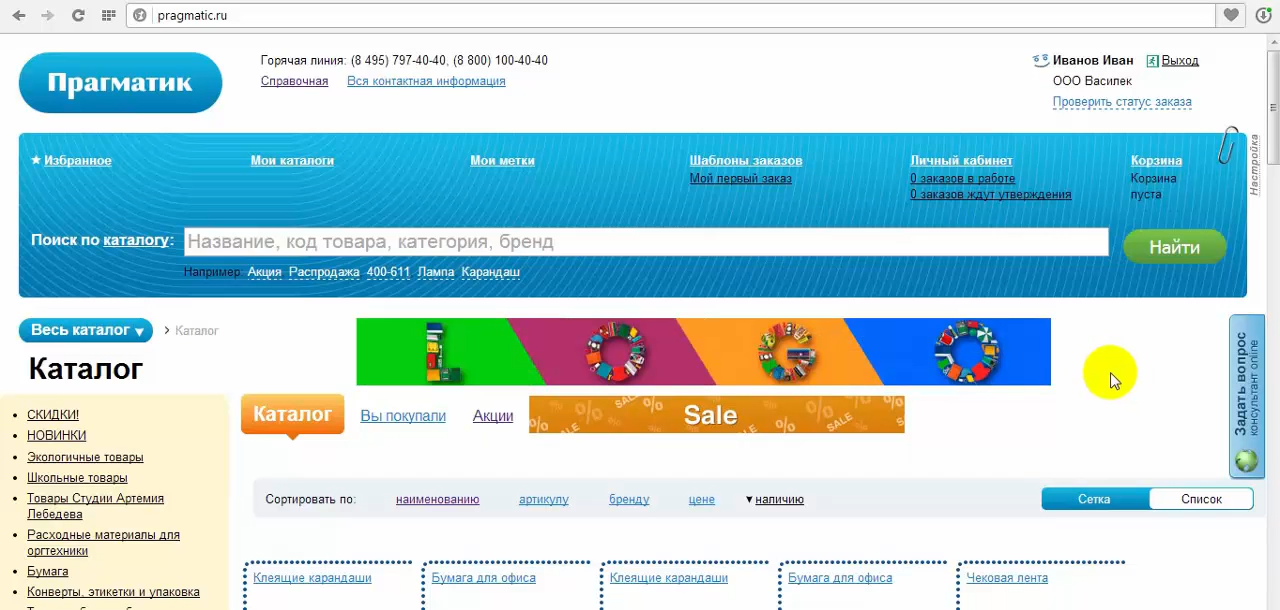 pragmatic.ru
Прагматик
Горячая линия: (8 495) 797-40-40, (8 800) 100-40-40
Справочная Вся контактная информация
Иванов Иван Выход
ООО Василек
Проверить статус заказа
Избранное Мои каталоги Мои метки Шаблоны заказов Личный кабинет Корзина
Мой первый заказ 0 заказов в работе Корзина
0 заказов ждут утверждения пуста
Настройка
Поиск по каталогу: Название, код товара, категория, бренд Найти
Например: Акция Распродажа 400-611 Лампа Карандаш
Весь каталог Каталог
LOGO
Каталог
Задать вопрос
консультант online
Каталог Вы покупали Акции Sale
СКИДКИ!
НОВИНКИ
Экологичные товары
Школьные товары
Товары Студии Артемия
Лебедева
Расходные материалы для
оргтехники
Бумага
Конверты, этикетки и упаковка
Сортировать по: наименованию артикулу бренду цене наличию Сетка Список
Клеящие карандаши Бумага для офиса Клеящие карандаши Бумага для офиса Чековая лента